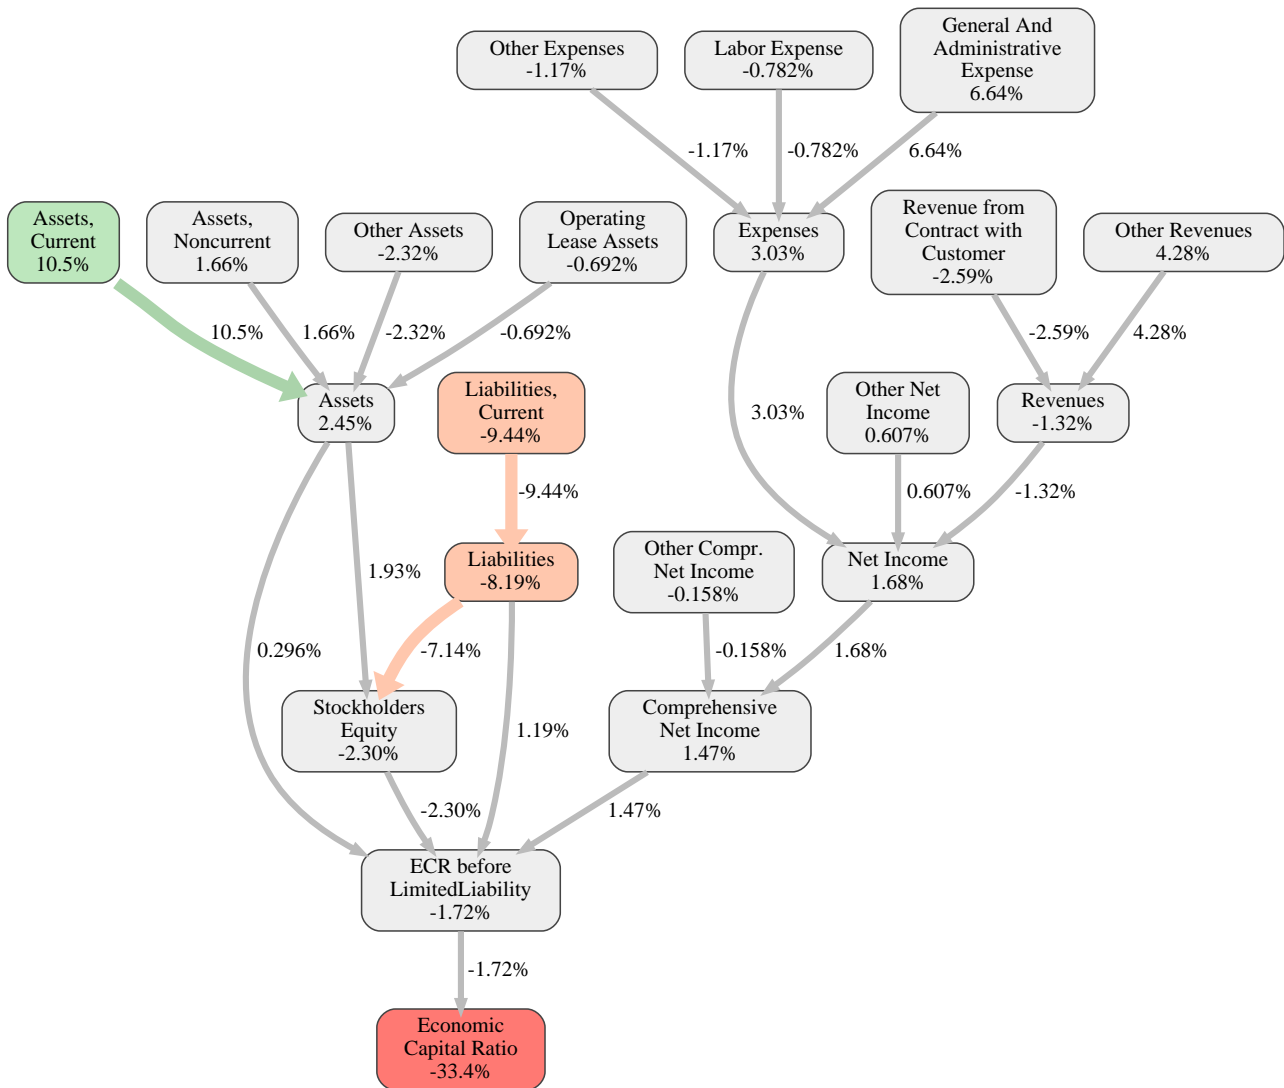 Other Expenses
-1.17%
Labor Expense
-0.782%
General And
Administrative
Expense
6.64%
-1.17%
-0.782%
6.64%
Assets,
Current
10.5%
Assets,
Noncurrent
1.66%
Other Assets
-2.32%
Operating
Lease Assets
-0.692%
Expenses
3.03%
Revenue from
Contract with
Customer
-2.59%
Other Revenues
4.28%
10.5%
1.66%
-2.32%
-0.692%
-2.59%
4.28%
Assets
2.45%
Liabilities,
Current
-9.44%
3.03%
Other Net
Income
0.607%
Revenues
-1.32%
-9.44%
0.607%
-1.32%
1.93%
Liabilities
-8.19%
Other Compr.
Net Income
-0.158%
Net Income
1.68%
0.296%
-7.14%
-0.158%
1.68%
Stockholders
Equity
-2.30%
1.19%
Comprehensive
Net Income
1.47%
-2.30%
1.47%
ECR before
LimitedLiability
-1.72%
-1.72%
Economic
Capital Ratio
-33.4%